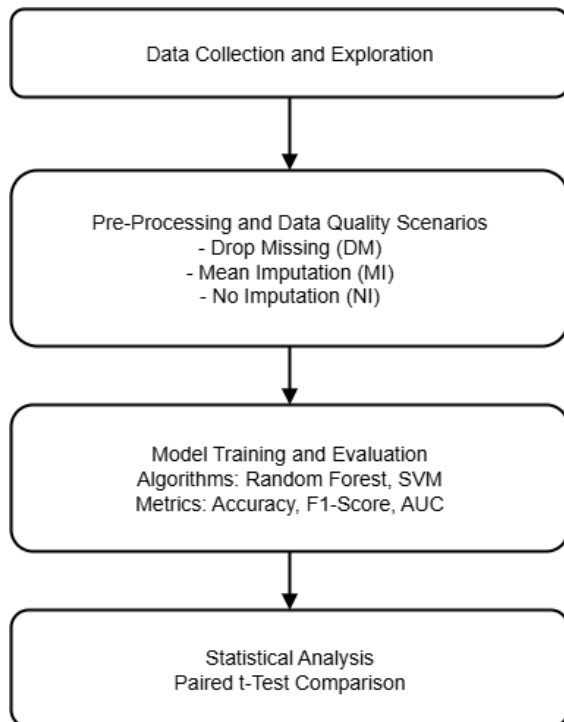 Data Collection and Exploration
Pre-Processing and Data Quality Scenarios
- Drop Missing (DM)
- Mean Imputation (MI)
- No Imputation (NI)
Model Training and Evaluation
Algorithms: Random Forest, SVM
Metrics: Accuracy, F1-Score, AUC
Statistical Analysis
Paired t-Test Comparison